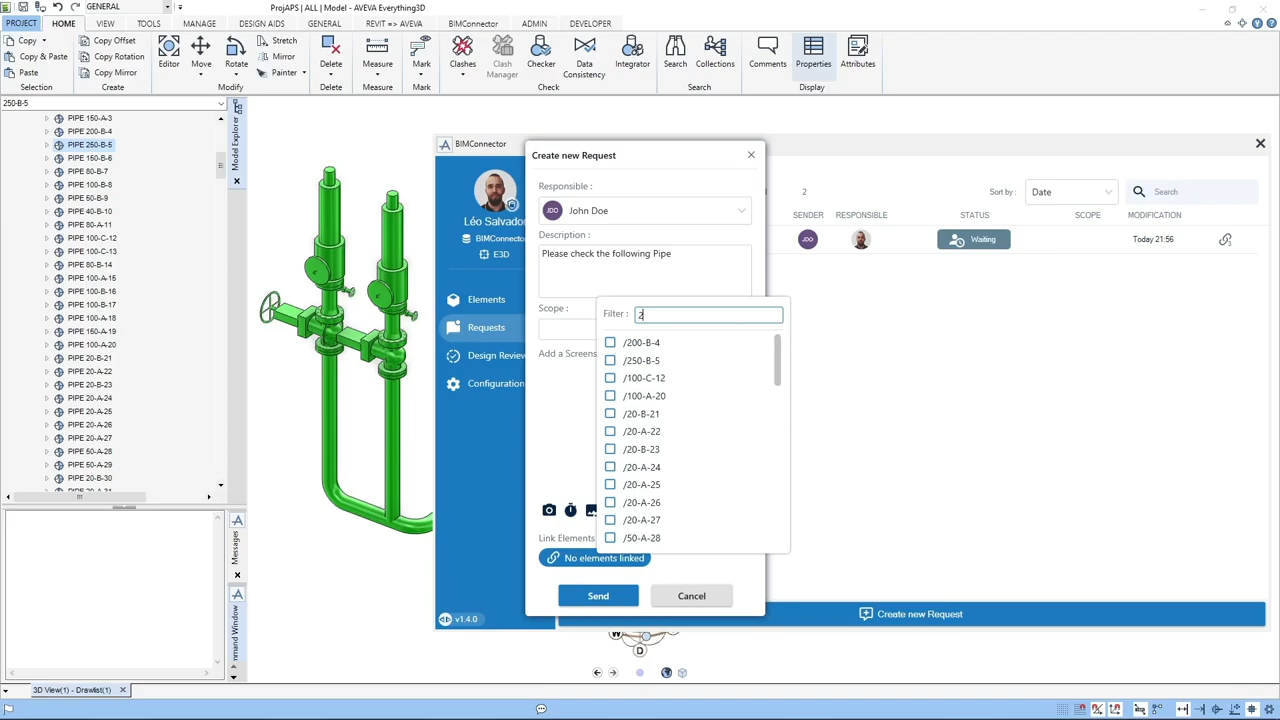 GENERAL
ProjAPS | ALL | Model - AVEVA Everything3D
PROJECT
HOME
VIEW
TOOLS
MANAGE
DESIGN AIDS
GENERAL
REVIT => AVEVA
BIMConnector
ADMIN
DEVELOPER
Copy
Copy & Paste
Paste
Selection
Copy Offset
Copy Rotation
Copy Mirror
Create
Editor
Move
Rotate
Stretch
Mirror
Painter
Modify
Delete
Delete
Measure
Measure
Mark
Mark
Clashes
Clash Manager
Checker
Data Consistency
Integrator
Check
Search
Collections
Search
Comments
Properties
Attributes
Display
250-B-5
PIPE 150-A-3
PIPE 200-B-4
PIPE 250-B-5
PIPE 150-B-6
PIPE 80-B-7
PIPE 100-B-8
PIPE 50-B-9
PIPE 40-B-10
PIPE 80-A-11
PIPE 100-C-12
PIPE 80-A-13
PIPE 80-B-14
PIPE 100-A-15
PIPE 100-B-16
PIPE 100-B-17
PIPE 100-A-18
PIPE 150-A-19
PIPE 100-A-20
PIPE 20-B-21
PIPE 20-A-22
PIPE 20-B-23
PIPE 20-A-24
PIPE 20-A-25
PIPE 20-A-26
PIPE 20-A-27
PIPE 50-A-28
PIPE 50-A-29
PIPE 20-B-30
PIPE 20-A-31
Model Explorer
Messages
mmand Window
BIMConnector
Léo Salvador
BIMConnector
E3D
Elements
Requests
Design Review
Configuration
v1.4.0
Create new Request
Responsible :
JDO
John Doe
Description :
Please check the following Pipe
Scope :
Filter :
2
/200-B-4
/250-B-5
/100-C-12
/100-A-20
/20-B-21
/20-A-22
/20-B-23
/20-A-24
/20-A-25
/20-A-26
/20-A-27
/50-A-28
Add a Screens
Link Elements
No elements linked
Send
Cancel
2
Sort by :
Date
Search
SENDER
RESPONSIBLE
STATUS
SCOPE
MODIFICATION
JDO
Waiting
Today 21:56
Create new Request
W
D
3D View(1) - Drawlist(1)